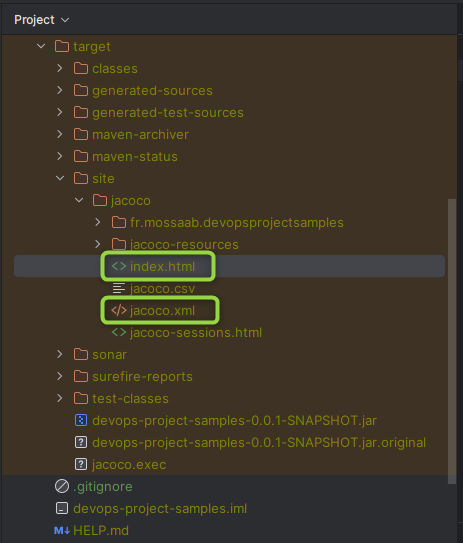 Project
target
classes
generated-sources
generated-test-sources
maven-archiver
maven-status
site
jacoco
fr.mossaab.devopsprojectsamples
jacoco-resources
index.html
jacoco.csv
jacoco.xml
jacoco-sessions.html
sonar
surefire-reports
test-classes
devops-project-samples-0.0.1-SNAPSHOT.jar
devops-project-samples-0.0.1-SNAPSHOT.jar.original
jacoco.exec
.gitignore
devops-project-samples.iml
M↓ HELP.md